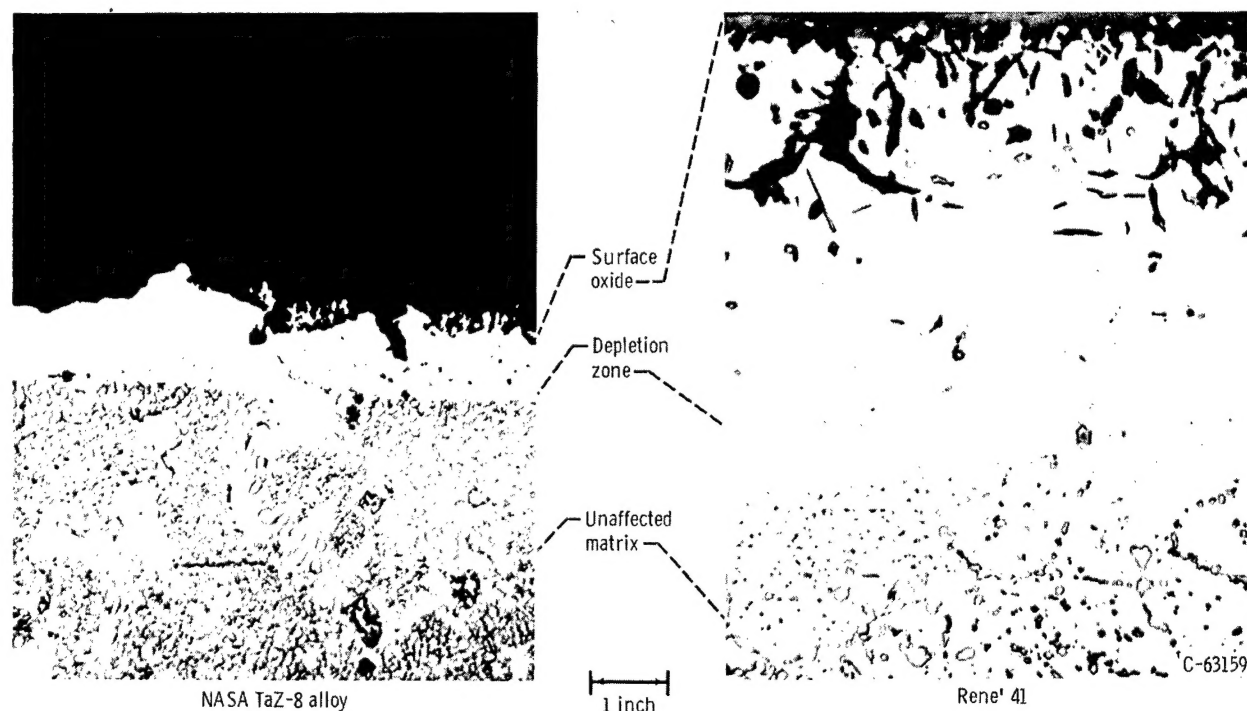 Surface
oxide
Depletion
zone
Unaffected
matrix
C-63159
NASA TaZ-8 alloy
1 inch
Rene' 41